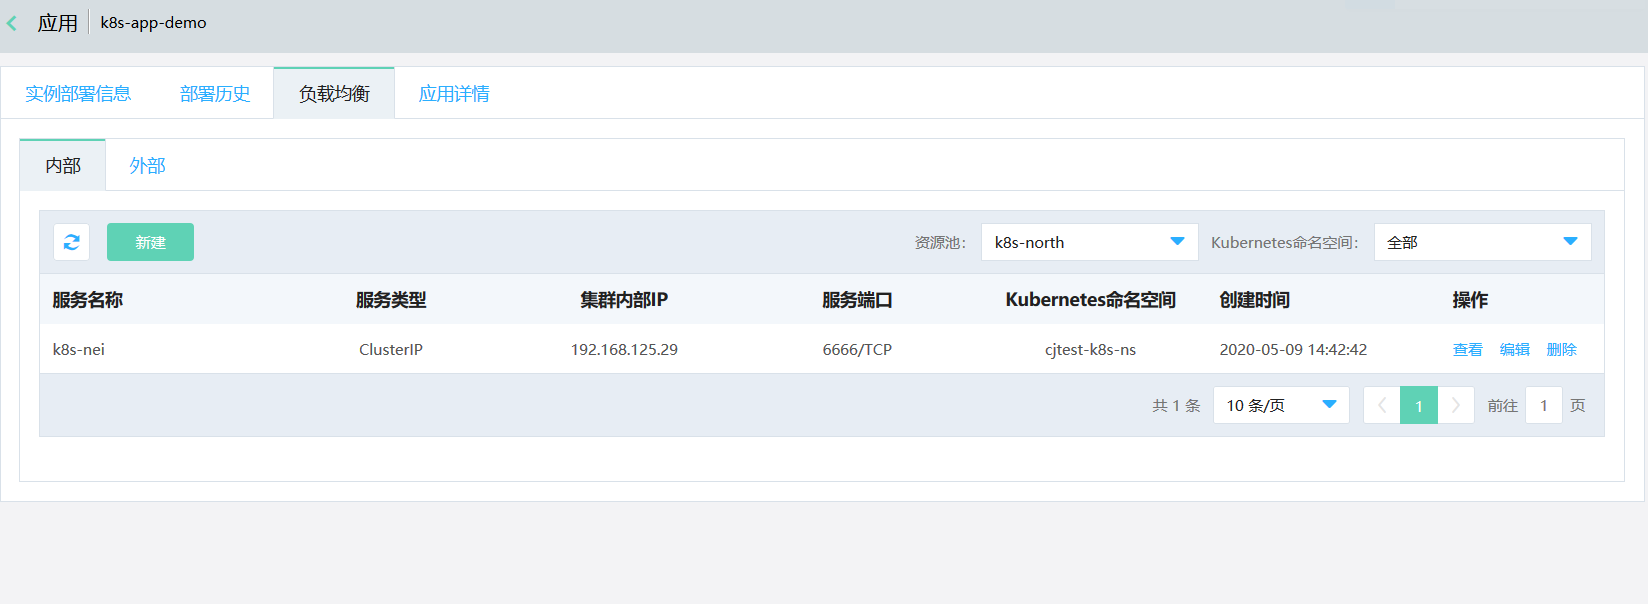 应用 k8s-app-demo
实例部署信息 部署历史 负载均衡 应用详情
内部 外部
新建 资源池： k8s-north Kubernetes命名空间： 全部
服务名称 服务类型 集群内部IP 服务端口 Kubernetes命名空间 创建时间 操作
k8s-nei ClusterIP 192.168.125.29 6666/TCP cjtest-k8s-ns 2020-05-09 14:42:42 查看 编辑 删除
共 1 条 10 条/页 1 前往 1 页